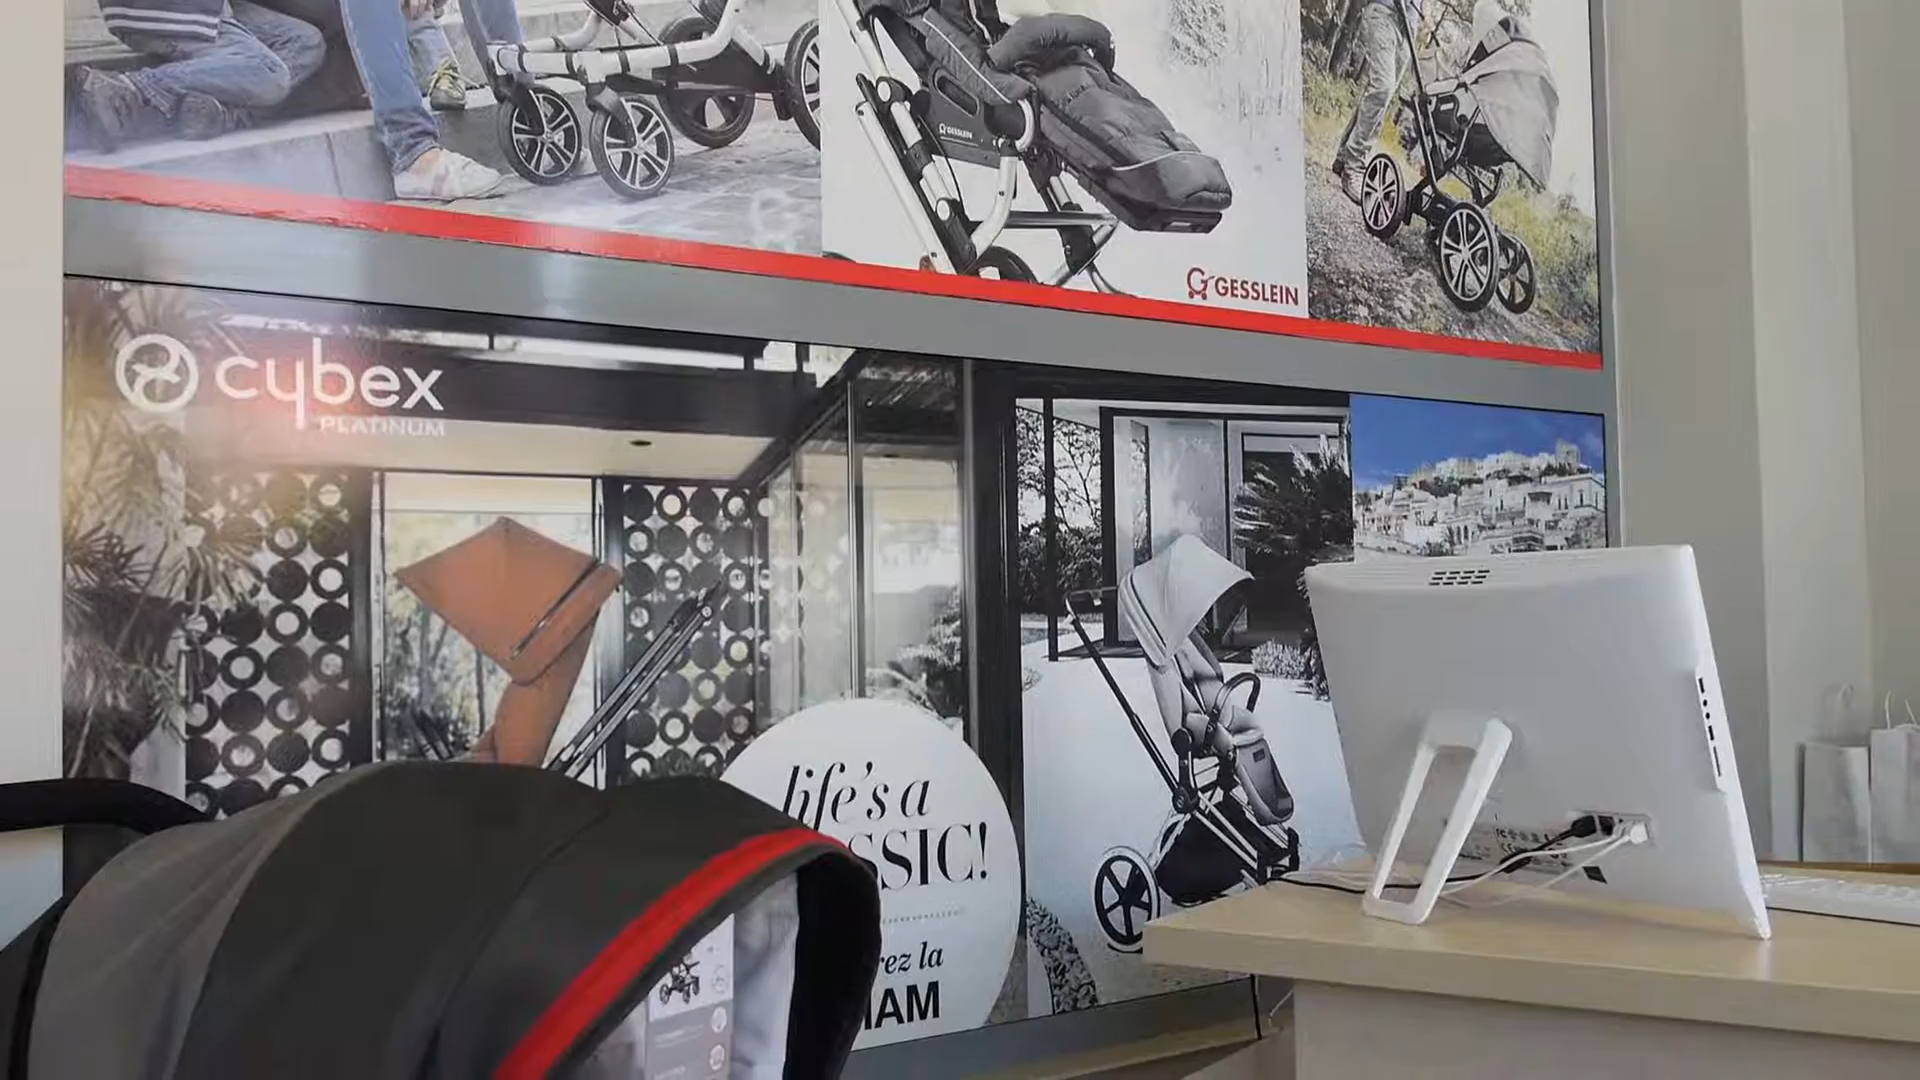 GESSLEIN
GESSLEIN
cybex
PLATINUM
life's a
SSIC!
rez la
IAM